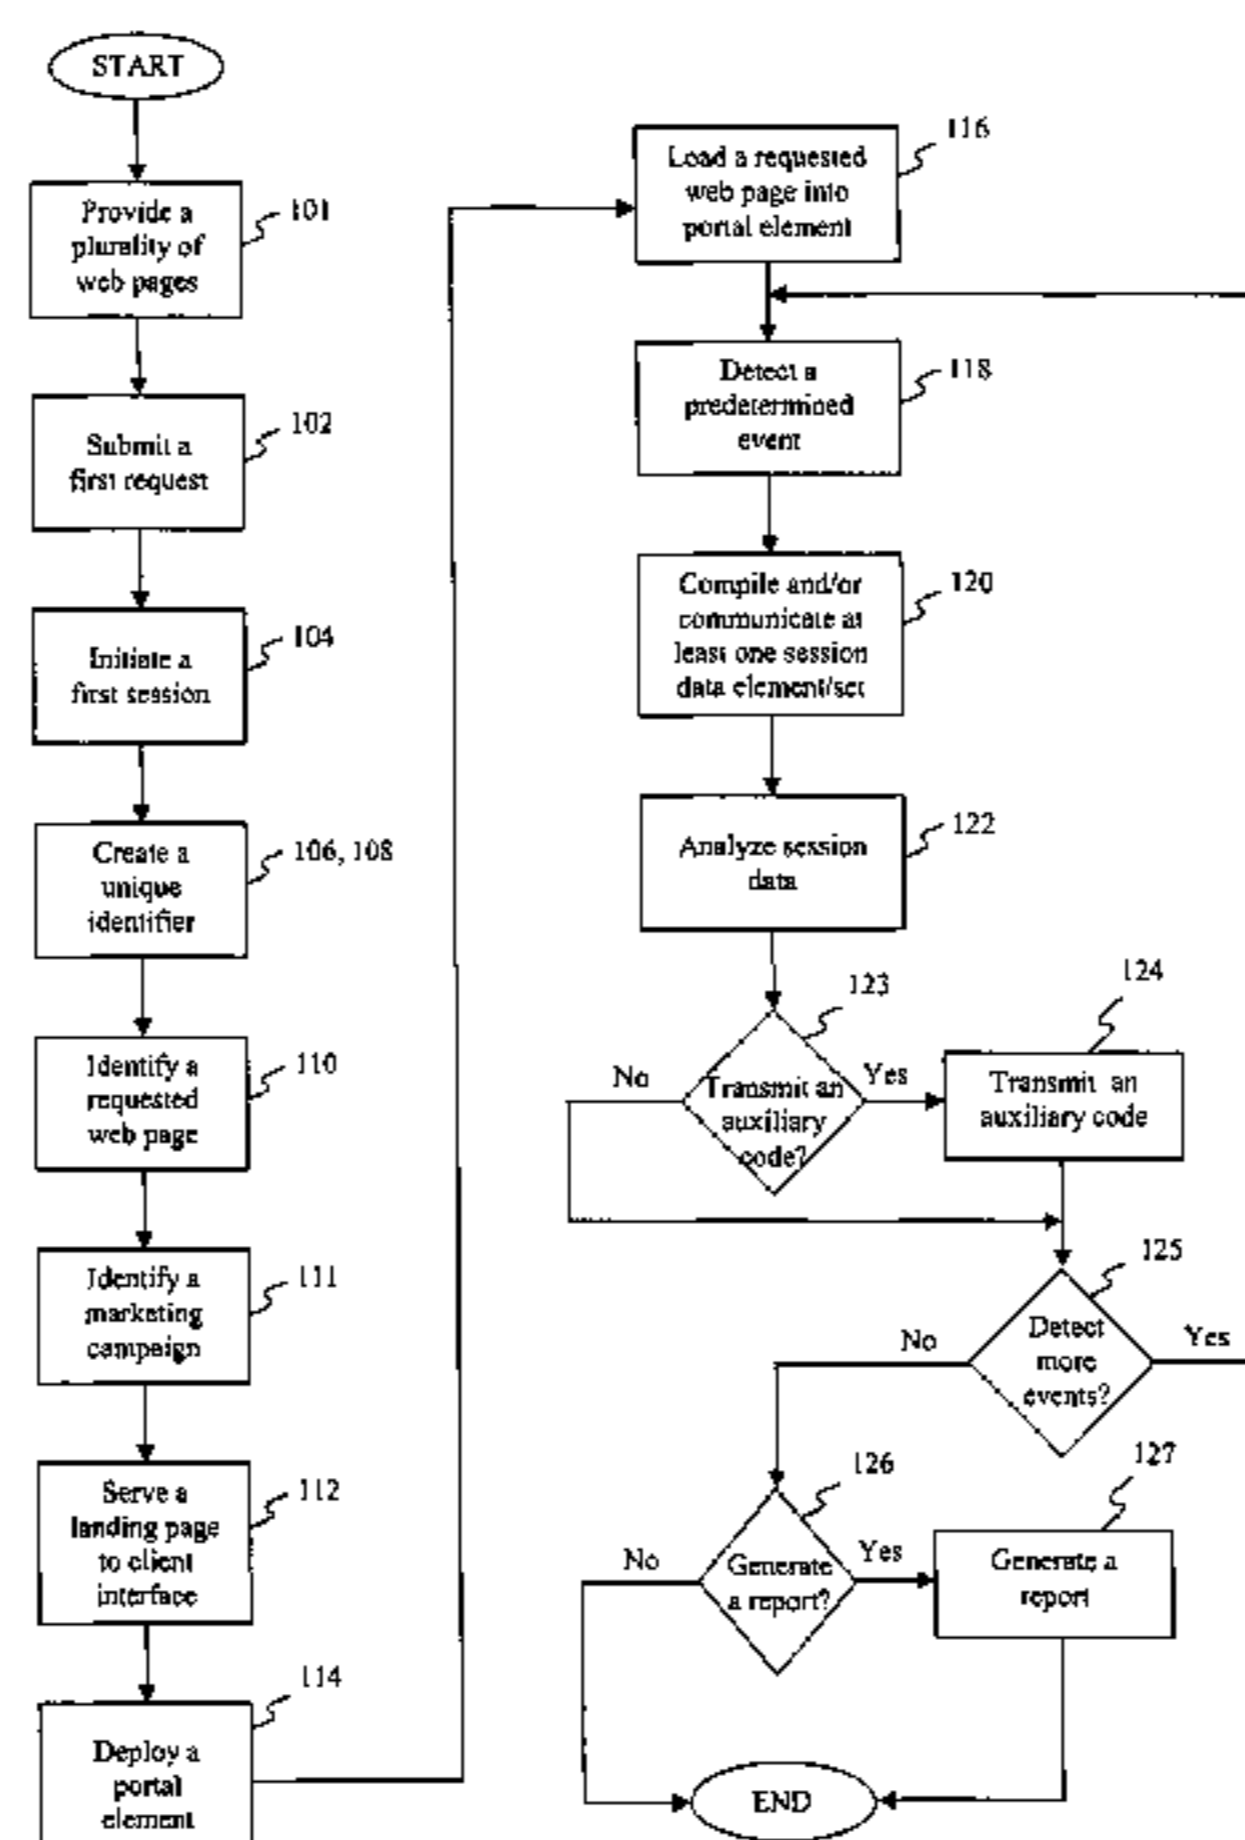 START
Provide a
plurality of
web pages
101
Submit a
first request
102
Initiate a
first session
104
Create a
unique
identifier
106, 108
Identify a
requested
web page
110
Identify a
marketing
campaign
111
Serve a
landing page
to client
interface
112
Deploy a
portal
element
114
Load a requested
web page into
portal element
116
Detect a
predetermined
event
118
Compile and/or
communicate at
least one session
data element/set
120
Analyze session
data
122
Transmit an
auxiliary
code?
123
No
Yes
Transmit an
auxiliary code
124
Detect
more
events?
125
No
Yes
Generate
a report?
126
No
Yes
Generate a
report
127
END